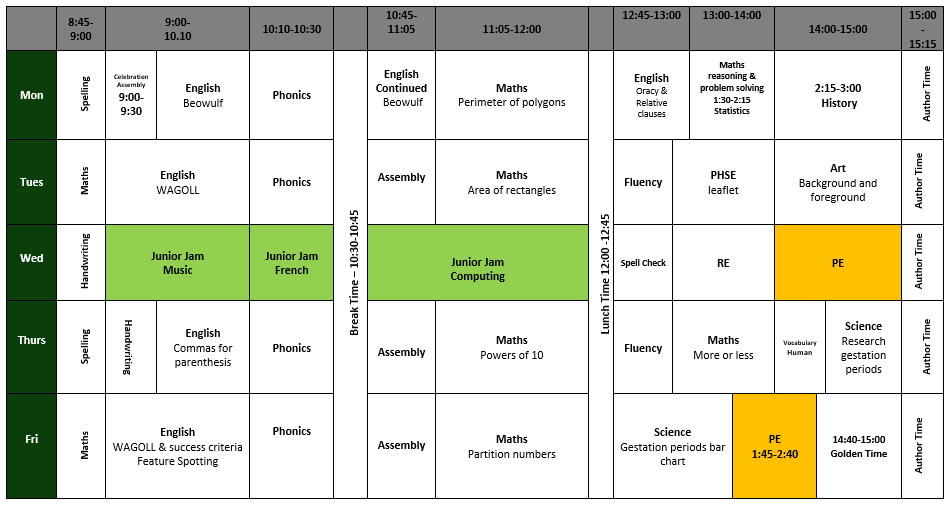 8:45-
9:00
9:00-
10.10
10:10-10:30
10:45-
11:05
11:05-12:00
12:45-13:00
13:00-14:00
14:00-15:00
15:00
-
15:15
Mon
Spelling
Celebration
Assembly
9:00-
9:30
English
Beowulf
Phonics
Break Time – 10:30-10:45
English
Continued
Beowulf
Maths
Perimeter of polygons
Lunch Time 12:00 -12:45
English
Oracy &
Relative
clauses
Maths
reasoning &
problem solving
1:30-2:15
Statistics
2:15-3:00
History
Author Time
Tues
Maths
English
WAGOLL
Phonics
Assembly
Maths
Area of rectangles
Fluency
PHSE
leaflet
Art
Background and
foreground
Author Time
Wed
Handwriting
Junior Jam
Music
Junior Jam
French
Junior Jam
Computing
Spell Check
RE
PE
Author Time
Thurs
Spelling
Handwriting
English
Commas for
parenthesis
Phonics
Assembly
Maths
Powers of 10
Fluency
Maths
More or less
Vocabulary
Human
Science
Research
gestation
periods
Author Time
Fri
Maths
English
WAGOLL & success criteria
Feature Spotting
Phonics
Assembly
Maths
Partition numbers
Science
Gestation periods bar
chart
PE
1:45-2:40
14:40-15:00
Golden Time
Author Time